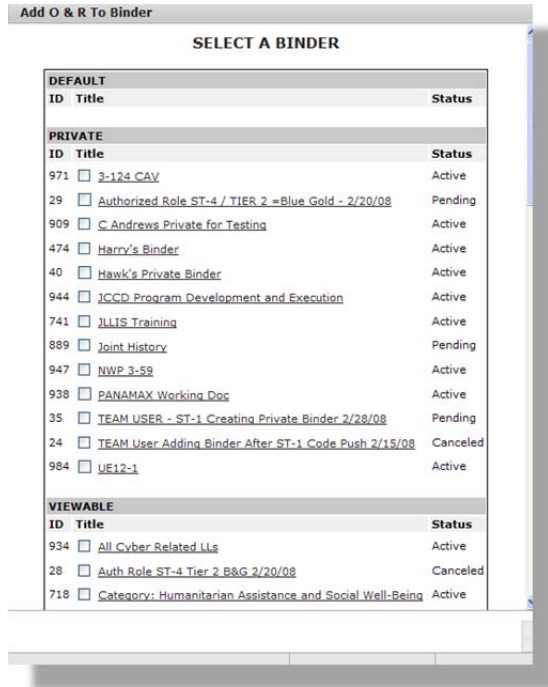 Add O & R To Binder
SELECT A BINDER
DEFAULT
ID Title Status
PRIVATE
ID Title Status
971 3-124 CAV Active
29 Authorized Role ST-4 / TIER 2 =Blue Gold - 2/20/08 Pending
909 C Andrews Private for Testing Active
474 Harry's Binder Active
40 Hawk's Private Binder Active
944 JCCD Program Development and Execution Active
741 JLLIS Training Active
889 Joint History Pending
947 NWP 3-59 Active
938 PANAMAX Working Doc Active
35 TEAM USER - ST-1 Creating Private Binder 2/28/08 Pending
24 TEAM User Adding Binder After ST-1 Code Push 2/15/08 Canceled
984 UE12-1 Active
VIEWABLE
ID Title Status
934 All Cyber Related LLs Active
28 Auth Role ST-4 Tier 2 B&G 2/20/08 Canceled
718 Category: Humanitarian Assistance and Social Well-Being Active